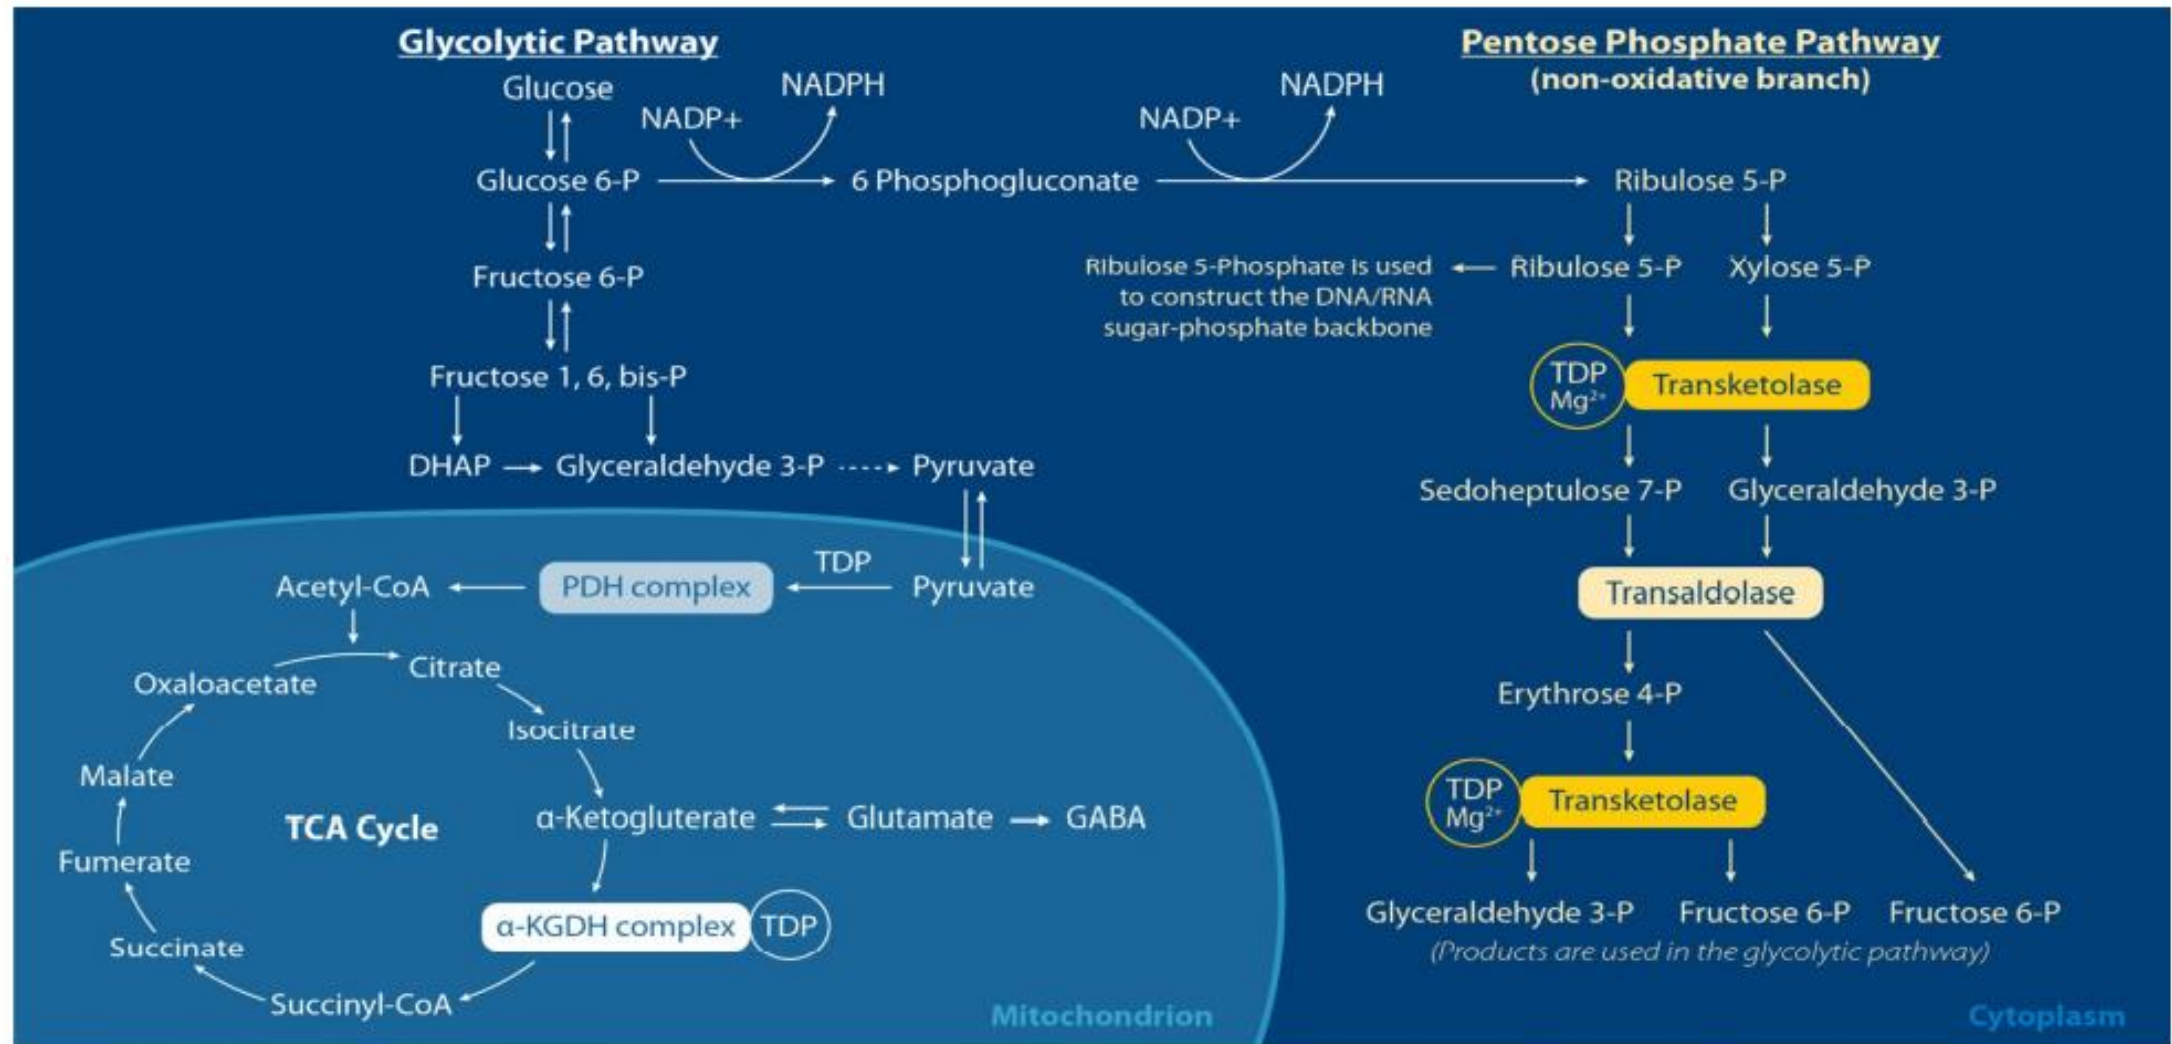 Glycolytic Pathway
Glucose
NADP+
NADPH
Glucose 6-P
6 Phosphogluconate
NADP+
NADPH
Fructose 6-P
Fructose 1, 6, bis-P
DHAP
Glyceraldehyde 3-P
Pyruvate
Pentose Phosphate Pathway
(non-oxidative branch)
Ribulose 5-P
Ribulose 5-P
Xylose 5-P
Ribulose 5-Phosphate is used
to construct the DNA/RNA
sugar-phosphate backbone
TDP
Mg²⁺
Transketolase
Sedoheptulose 7-P
Glyceraldehyde 3-P
Transaldolase
Erythrose 4-P
TDP
Mg²⁺
Transketolase
Glyceraldehyde 3-P
Fructose 6-P
Fructose 6-P
(Products are used in the glycolytic pathway)
Cytoplasm
Pyruvate
TDP
PDH complex
Acetyl-CoA
Oxaloacetate
Citrate
Isocitrate
α-Ketogluterate
Glutamate
GABA
α-KGDH complex
TDP
Succinyl-CoA
Succinate
Fumerate
Malate
TCA Cycle
Mitochondrion